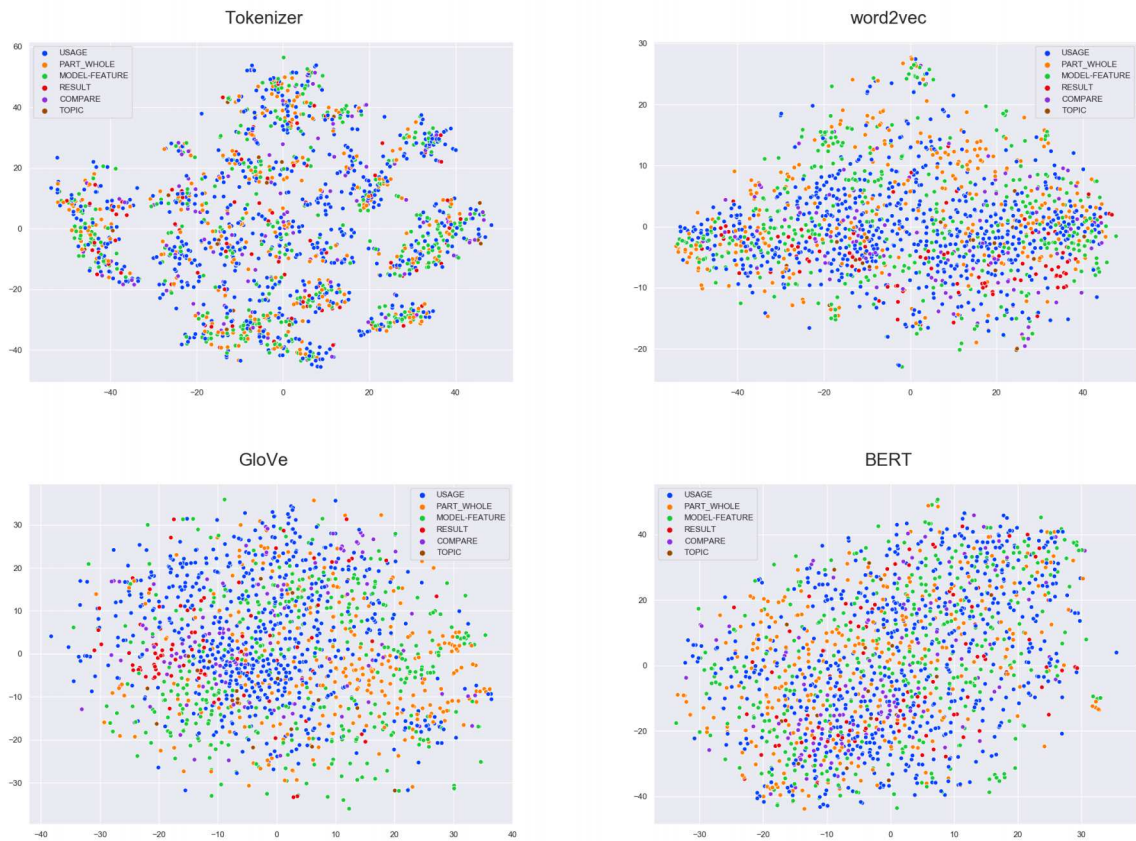 Tokenizer
USAGE
PART_WHOLE
MODEL-FEATURE
RESULT
COMPARE
TOPIC
60
40
20
0
−20
−40
−40
−20
0
20
40
word2vec
USAGE
PART_WHOLE
MODEL-FEATURE
RESULT
COMPARE
TOPIC
30
20
10
0
−10
−20
−40
−20
0
20
40
GloVe
USAGE
PART_WHOLE
MODEL-FEATURE
RESULT
COMPARE
TOPIC
30
20
10
0
−10
−20
−30
−40
−30
−20
−10
0
10
20
30
40
BERT
USAGE
PART_WHOLE
MODEL-FEATURE
RESULT
COMPARE
TOPIC
40
20
0
−20
−40
−30
−20
−10
0
10
20
30